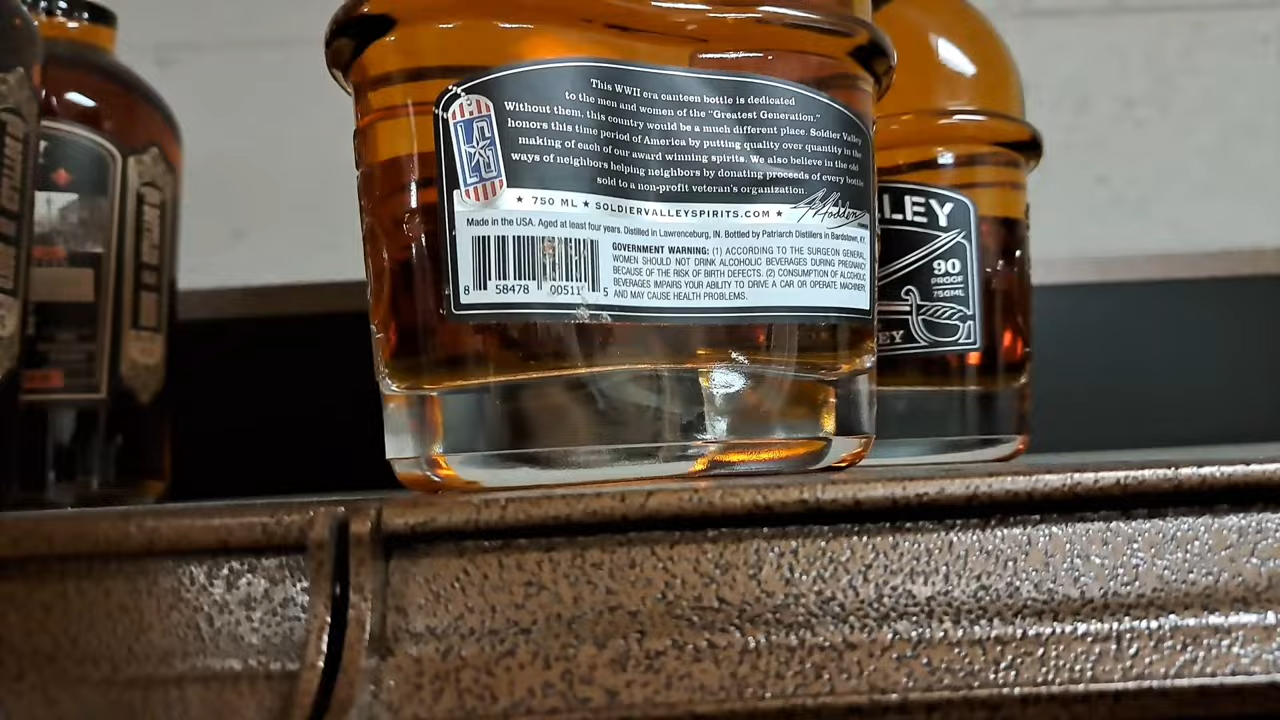 This WWII era canteen bottle is dedicated
to the men and women of the "Greatest Generation."
Without them, this country would be a much different place. Soldier Valley
honors this time period of America by putting quality over quantity in the
making of each of our award winning spirits. We also believe in the old
ways of neighbors helping neighbors by donating proceeds of every bottle
sold to a non-profit veteran's organization.
LG
★ 750 ML ★ SOLDIERVALLEYSPIRITS.COM ★
Made in the USA. Aged at least four years. Distilled in Lawrenceburg, IN. Bottled by Patriarch Distillers in Bardstown, KY.
GOVERNMENT WARNING: (1) ACCORDING TO THE SURGEON GENERAL,
WOMEN SHOULD NOT DRINK ALCOHOLIC BEVERAGES DURING PREGNANCY
BECAUSE OF THE RISK OF BIRTH DEFECTS. (2) CONSUMPTION OF ALCOHOLIC
BEVERAGES IMPAIRS YOUR ABILITY TO DRIVE A CAR OR OPERATE MACHINERY
AND MAY CAUSE HEALTH PROBLEMS.
8 58478 00511 5
LLEY
90
PROOF
750ML
EY